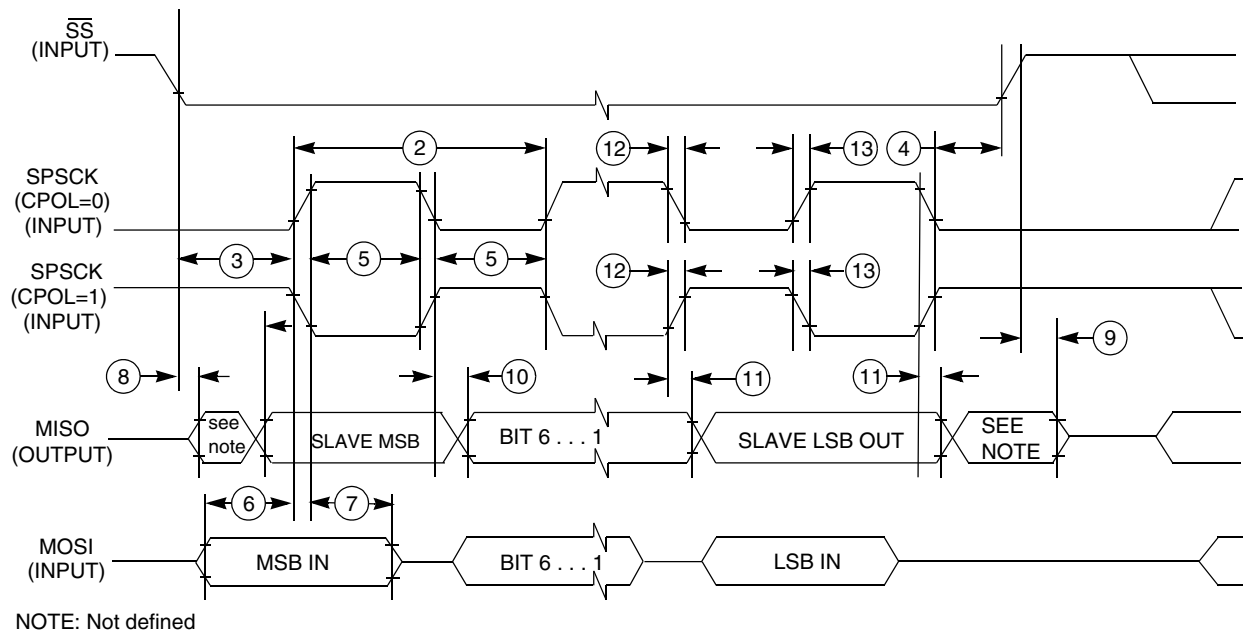 SS
(INPUT)
2
12
13
4
SPSCK
(CPOL=0)
(INPUT)
3
5
5
12
13
SPSCK
(CPOL=1)
(INPUT)
8
10
11
11
9
MISO
(OUTPUT)
see
note
SLAVE MSB
BIT 6 . . . 1
SLAVE LSB OUT
SEE
NOTE
6
7
MOSI
(INPUT)
MSB IN
BIT 6 . . . 1
LSB IN
NOTE: Not defined